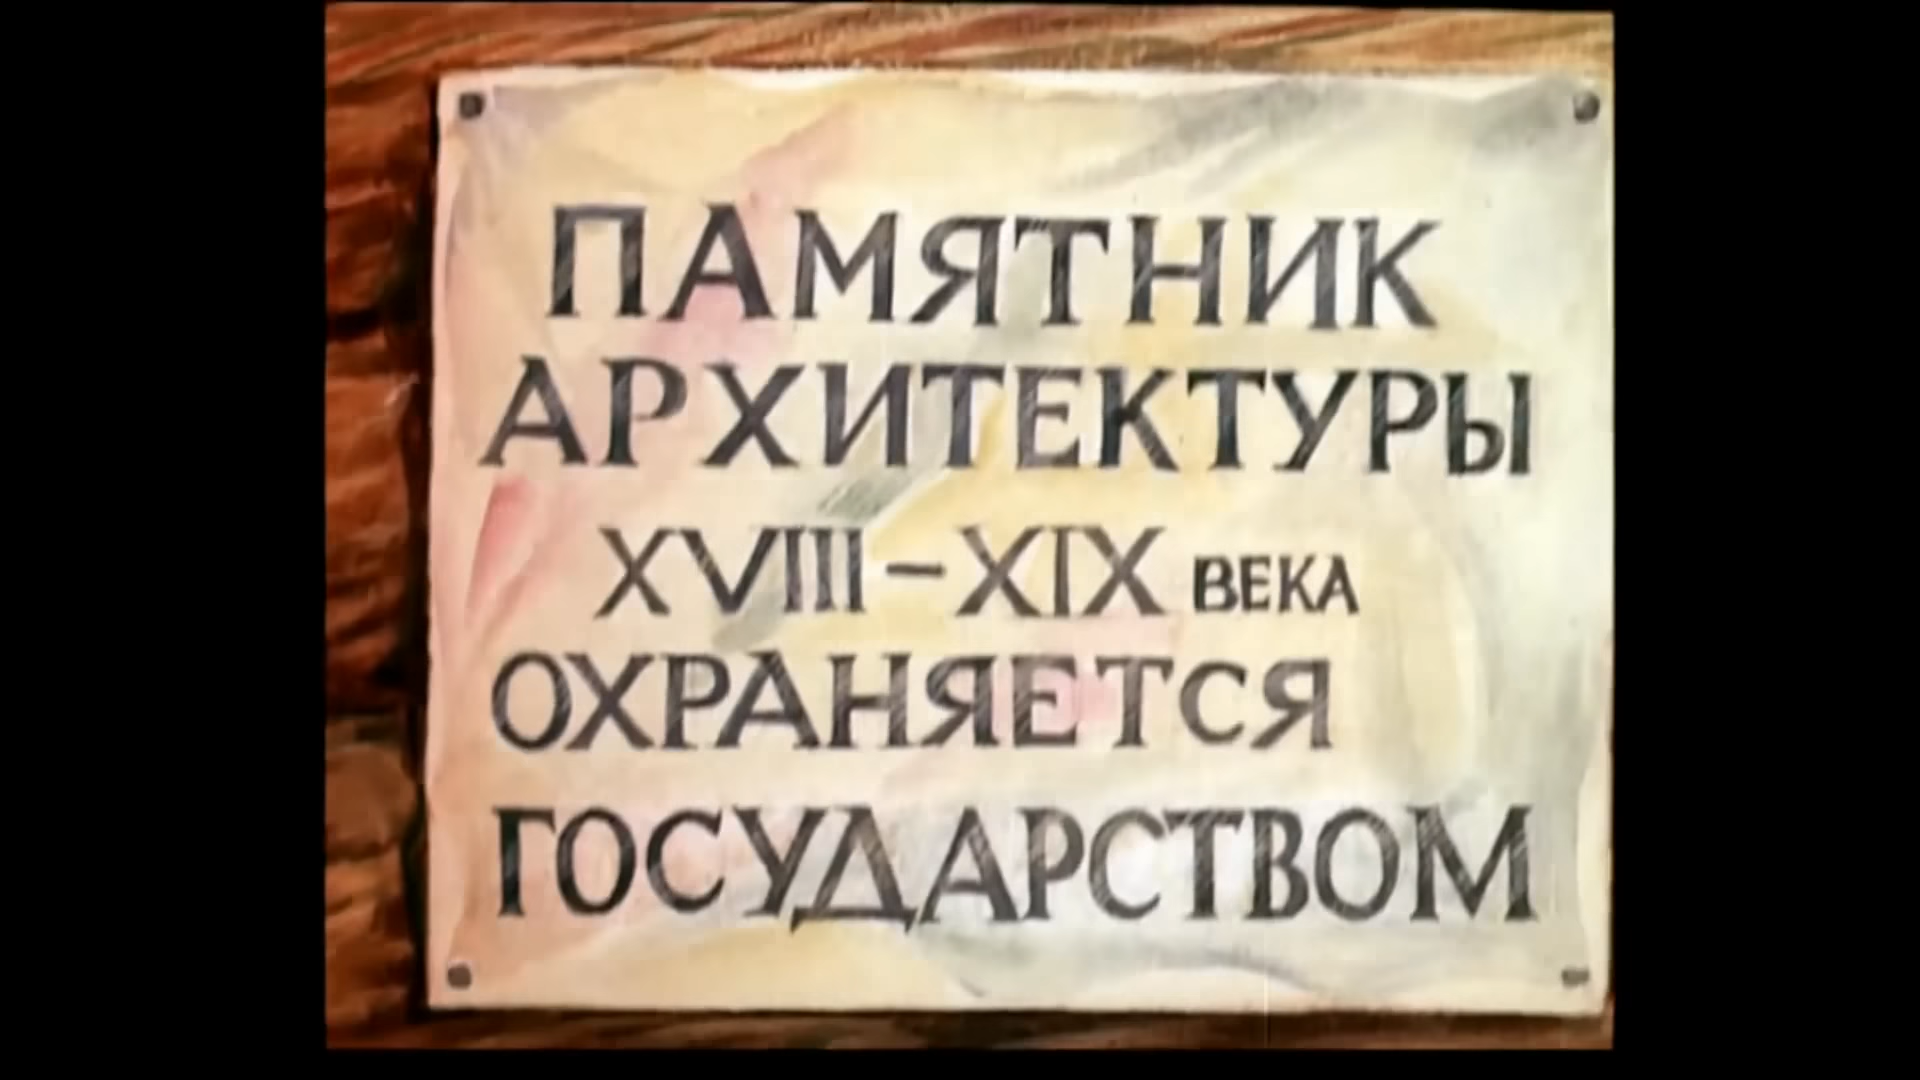 ПАМЯТНИК
АРХИТЕКТУРЫ
XVIII–XIX ВЕКА
ОХРАНЯЕТСЯ
ГОСУДАРСТВОМ